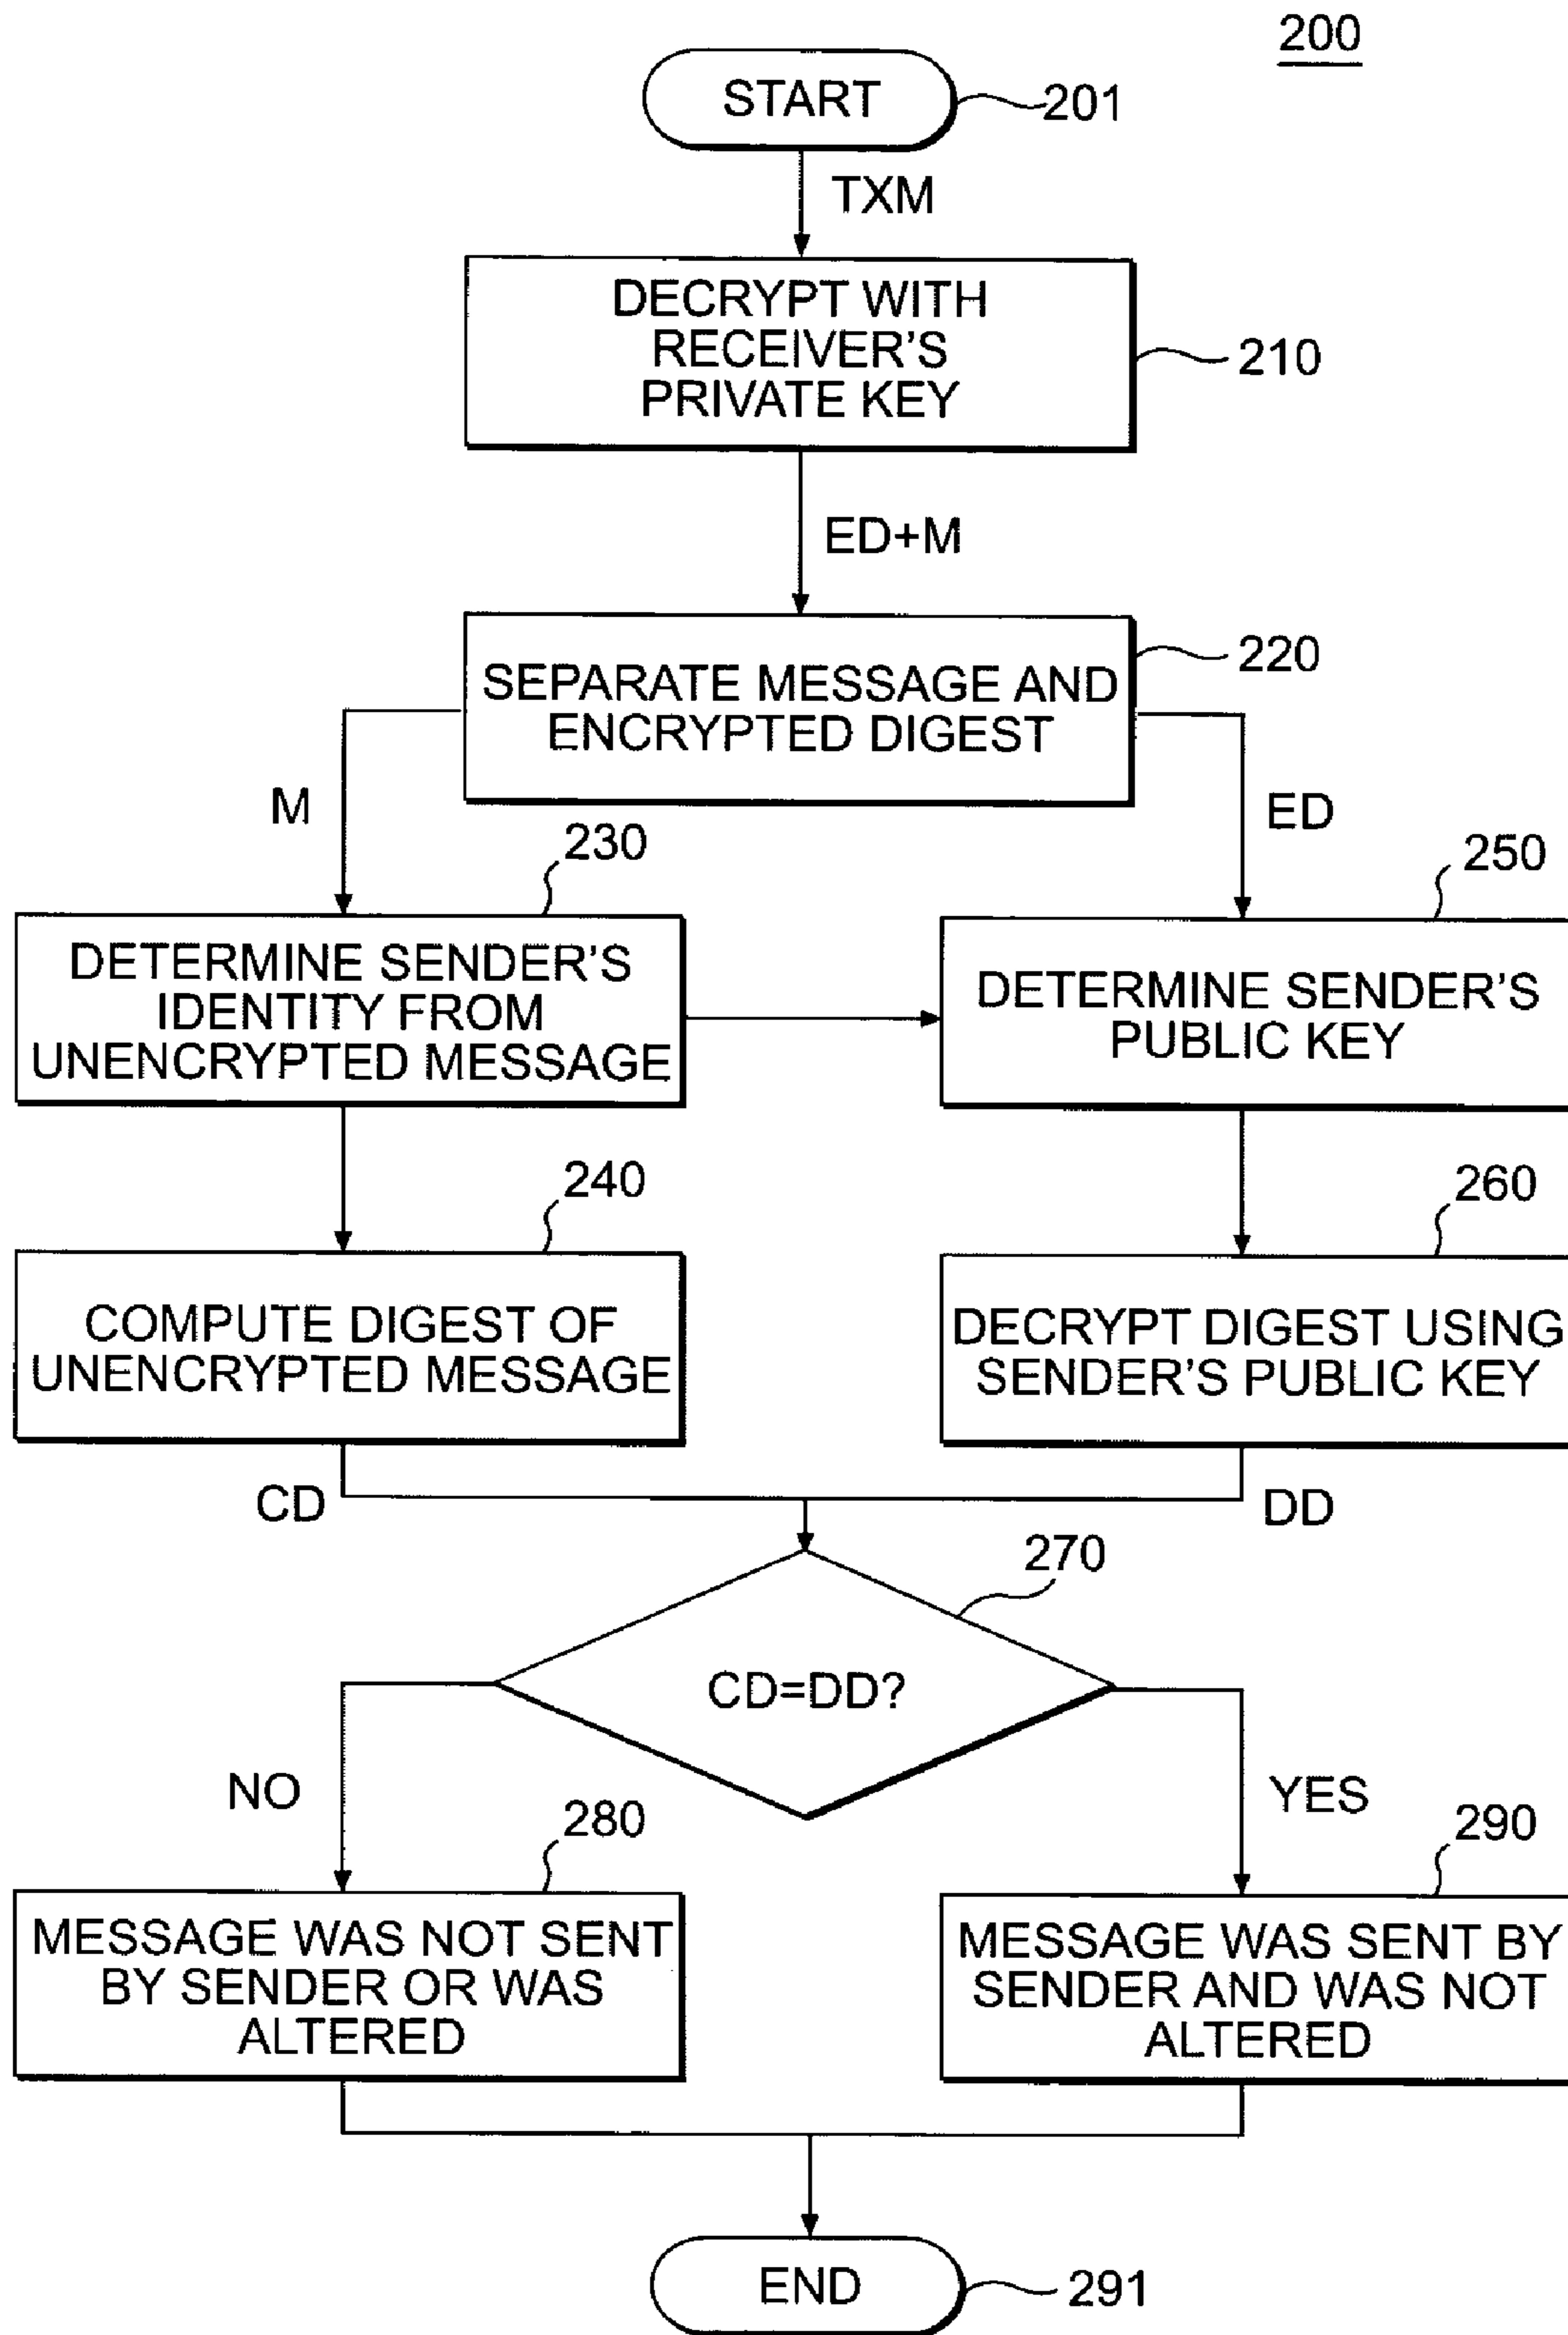 200
START
201
TXM
DECRYPT WITH
RECEIVER'S
PRIVATE KEY
210
ED+M
SEPARATE MESSAGE AND
ENCRYPTED DIGEST
220
M
ED
230
DETERMINE SENDER'S
IDENTITY FROM
UNENCRYPTED MESSAGE
250
DETERMINE SENDER'S
PUBLIC KEY
240
COMPUTE DIGEST OF
UNENCRYPTED MESSAGE
260
DECRYPT DIGEST USING
SENDER'S PUBLIC KEY
CD
DD
270
CD=DD?
NO
YES
280
MESSAGE WAS NOT SENT
BY SENDER OR WAS
ALTERED
290
MESSAGE WAS SENT BY
SENDER AND WAS NOT
ALTERED
END
291